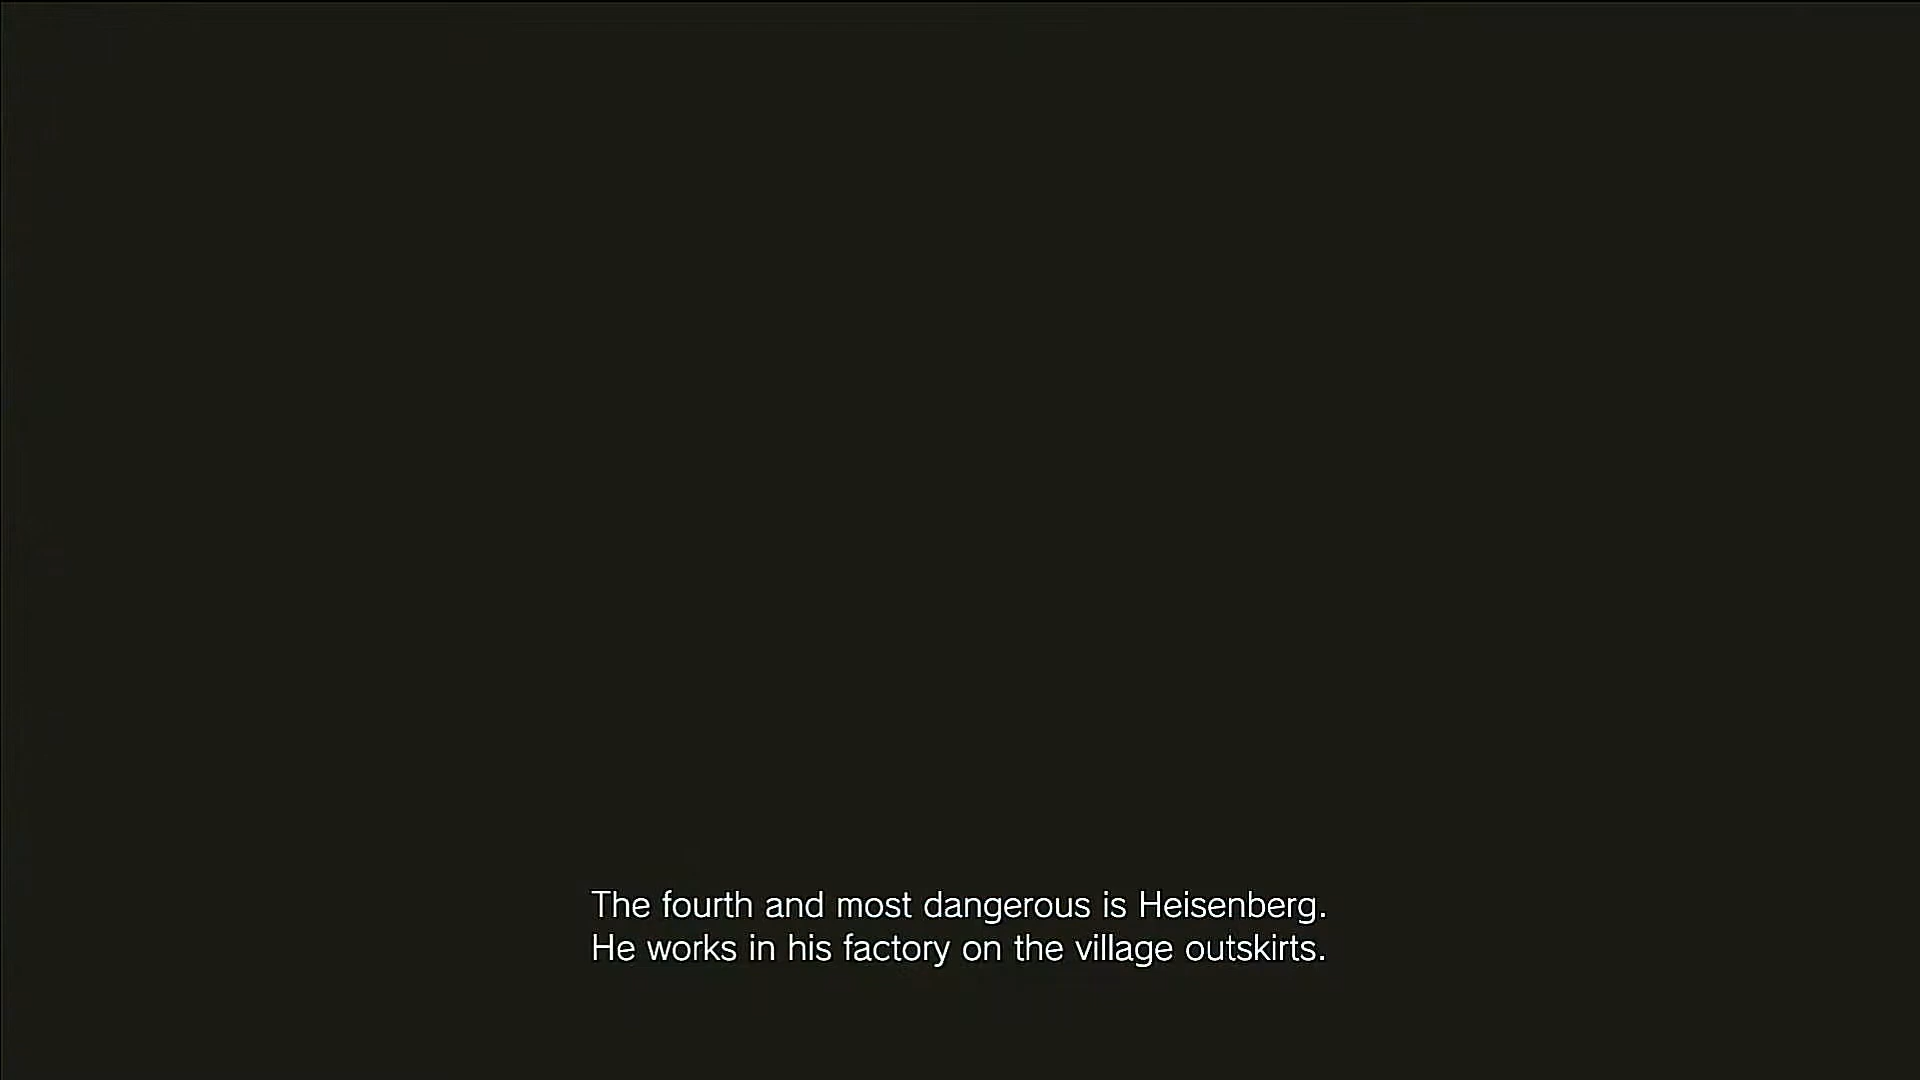 The fourth and most dangerous is Heisenberg.
He works in his factory on the village outskirts.